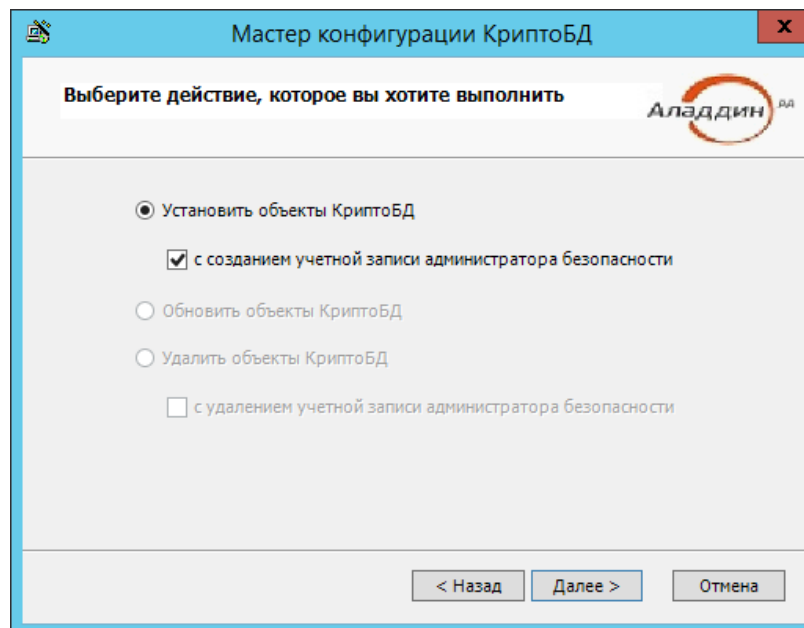 Мастер конфигурации КриптоБД
x
Выберите действие, которое вы хотите выполнить
Аладдин РД
Установить объекты КриптоБД
с созданием учетной записи администратора безопасности
Обновить объекты КриптоБД
Удалить объекты КриптоБД
с удалением учетной записи администратора безопасности
< Назад
Далее >
Отмена